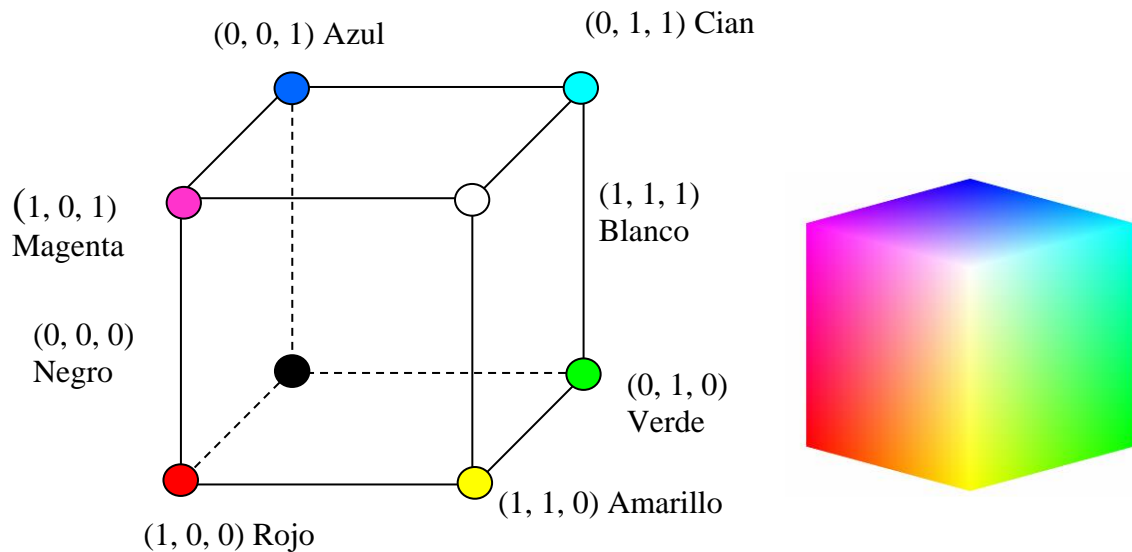 (0, 0, 1) Azul
(0, 1, 1) Cian
(1, 0, 1)
Magenta
(1, 1, 1)
Blanco
(0, 0, 0)
Negro
(0, 1, 0)
Verde
(1, 1, 0) Amarillo
(1, 0, 0) Rojo